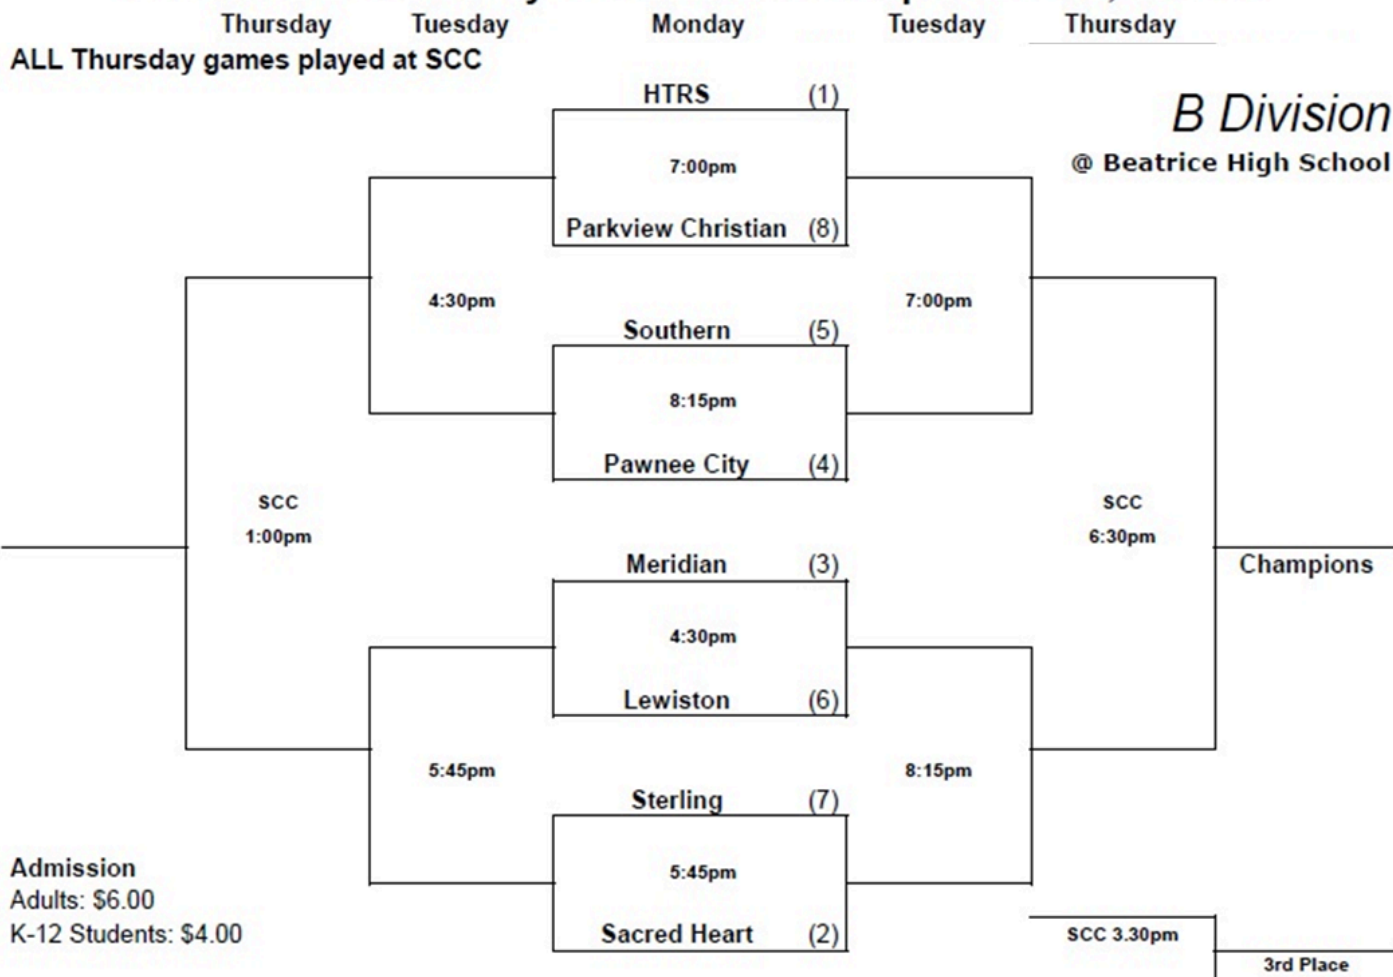 Thursday Tuesday Monday Tuesday Thursday
ALL Thursday games played at SCC
HTRS (1)
B Division
@ Beatrice High School
7:00pm
Parkview Christian (8)
4:30pm
7:00pm
Southern (5)
8:15pm
Pawnee City (4)
SCC
1:00pm
SCC
6:30pm
Champions
Meridian (3)
4:30pm
Lewiston (6)
5:45pm
8:15pm
Sterling (7)
5:45pm
Sacred Heart (2)
Admission
Adults: $6.00
K-12 Students: $4.00
SCC 3.30pm
3rd Place